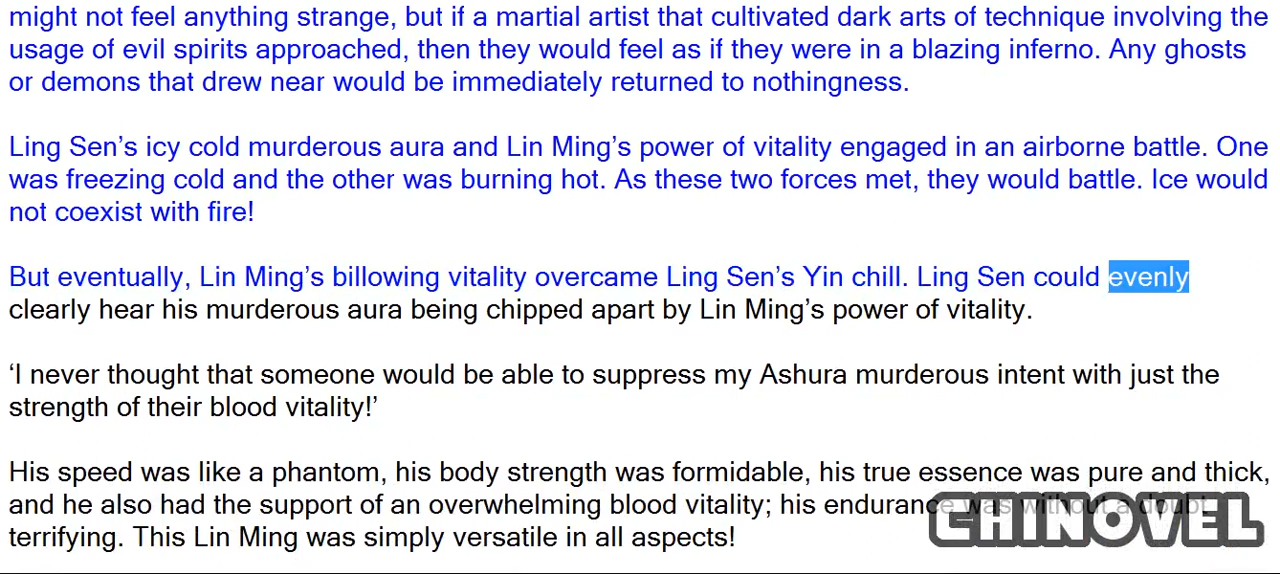 might not feel anything strange, but if a martial artist that cultivated dark arts of technique involving the
usage of evil spirits approached, then they would feel as if they were in a blazing inferno. Any ghosts
or demons that drew near would be immediately returned to nothingness.
Ling Sen’s icy cold murderous aura and Lin Ming’s power of vitality engaged in an airborne battle. One
was freezing cold and the other was burning hot. As these two forces met, they would battle. Ice would
not coexist with fire!
But eventually, Lin Ming’s billowing vitality overcame Ling Sen’s Yin chill. Ling Sen could evenly
clearly hear his murderous aura being chipped apart by Lin Ming’s power of vitality.
‘I never thought that someone would be able to suppress my Ashura murderous intent with just the
strength of their blood vitality!’
His speed was like a phantom, his body strength was formidable, his true essence was pure and thick,
and he also had the support of an overwhelming blood vitality; his endurance was without a doubt
terrifying. This Lin Ming was simply versatile in all aspects!
CHINOVEL